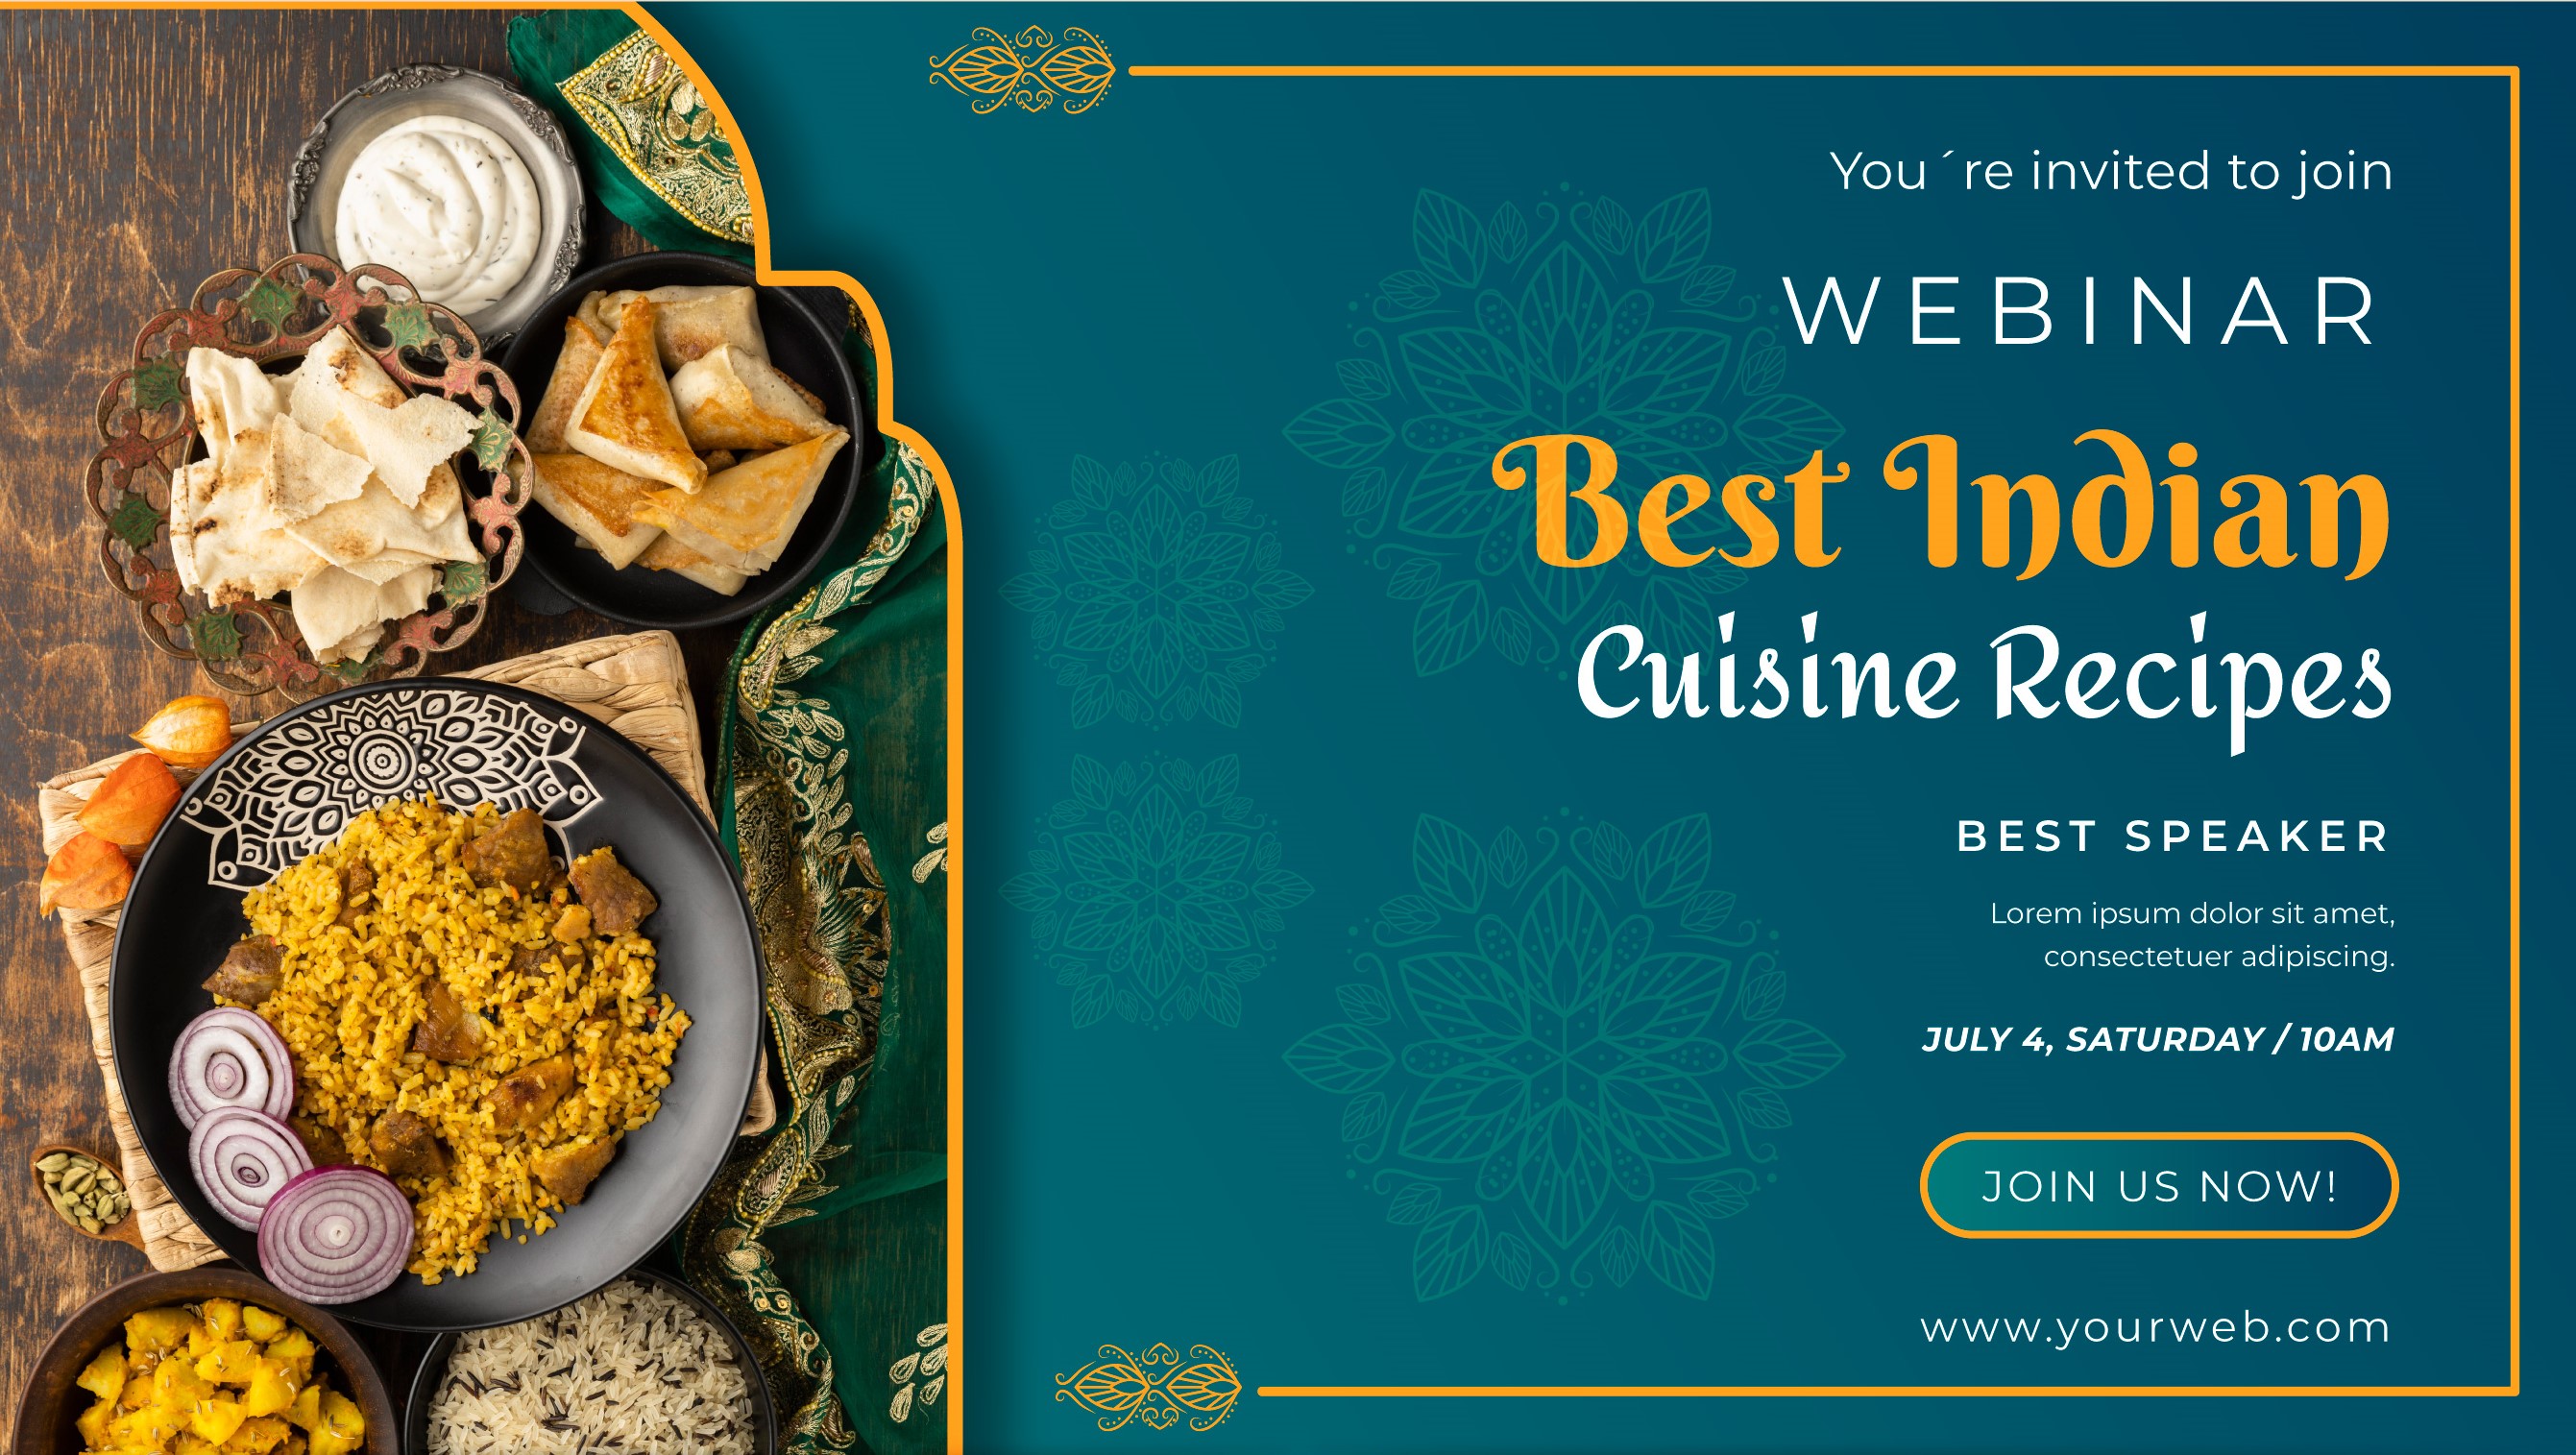 You´re invited to join
WEBINAR
Best Indian
Cuisine Recipes
BEST SPEAKER
Lorem ipsum dolor sit amet,
consectetuer adipiscing.
JULY 4, SATURDAY / 10AM
JOIN US NOW!
www.yourweb.com